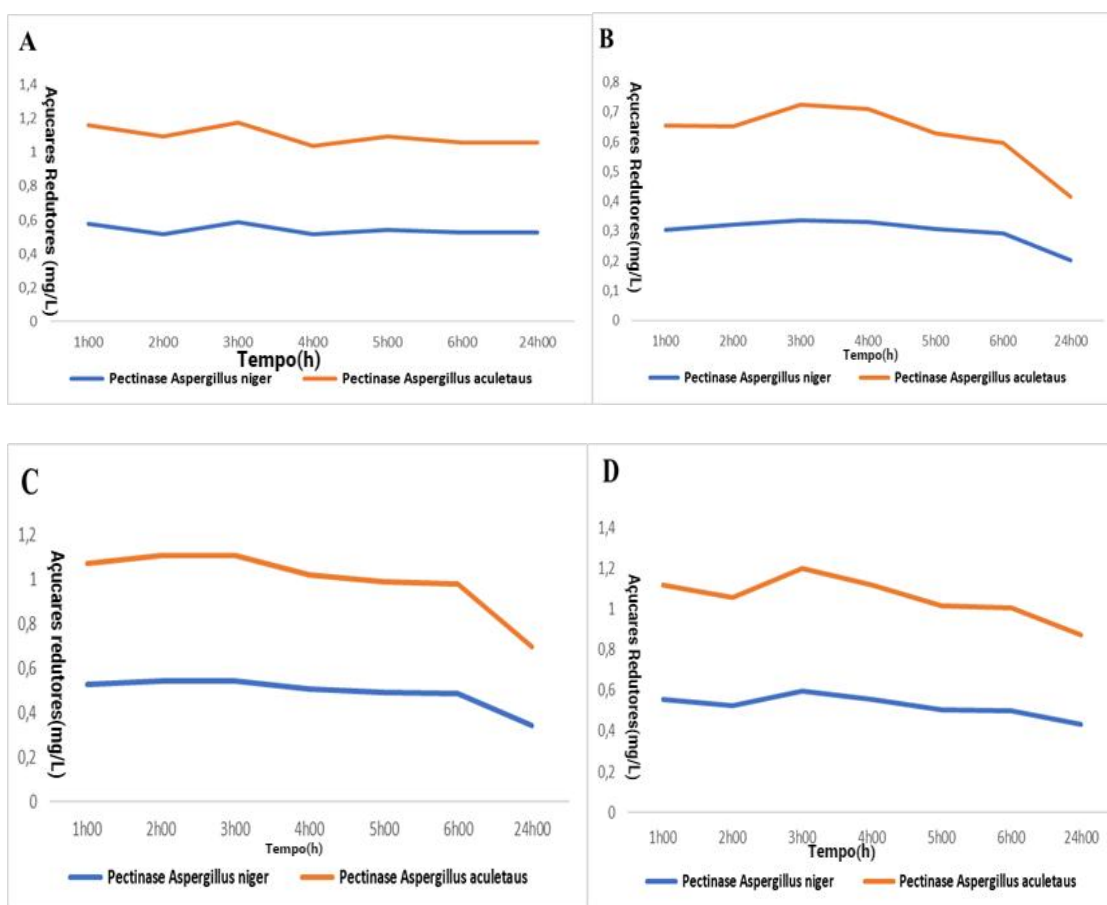 A
Açucares Redutores (mg/L)
1,4
1,2
1
0,8
0,6
0,4
0,2
0
1h00 2h00 3h00 4h00 5h00 6h00 24h00
Tempo(h)
Pectinase Aspergillus niger Pectinase Aspergillus aculetaus
B
Açucares Redutores(mg/L)
0,8
0,7
0,6
0,5
0,4
0,3
0,2
0,1
0
1h00 2h00 3h00 4h00 5h00 6h00 24h00
Tempo(h)
Pectinase Aspergillus niger Pectinase Aspergillus aculetaus
C
Açucares redutores(mg/L)
1,2
1
0,8
0,6
0,4
0,2
0
1h00 2h00 3h00 4h00 5h00 6h00 24h00
Tempo(h)
Pectinase Aspergillus niger Pectinase Aspergillus aculetaus
D
Açucares Redutores(mg/L)
1,4
1,2
1
0,8
0,6
0,4
0,2
0
1h00 2h00 3h00 4h00 5h00 6h00 24h00
Tempo(h)
Pectinase Aspergillus niger Pectinase Aspergillus aculetaus